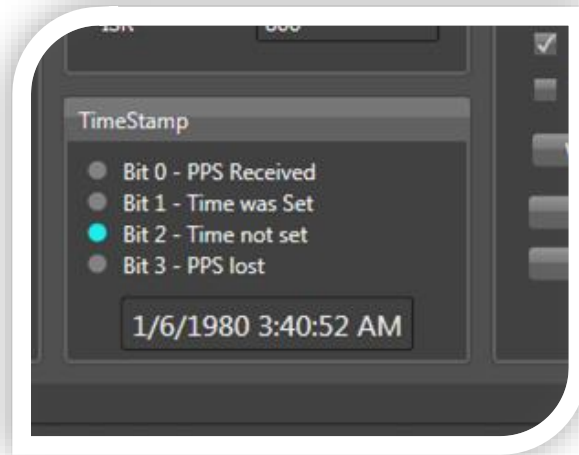 TimeStamp
Bit 0 - PPS Received
Bit 1 - Time was Set
Bit 2 - Time not set
Bit 3 - PPS lost
1/6/1980 3:40:52 AM